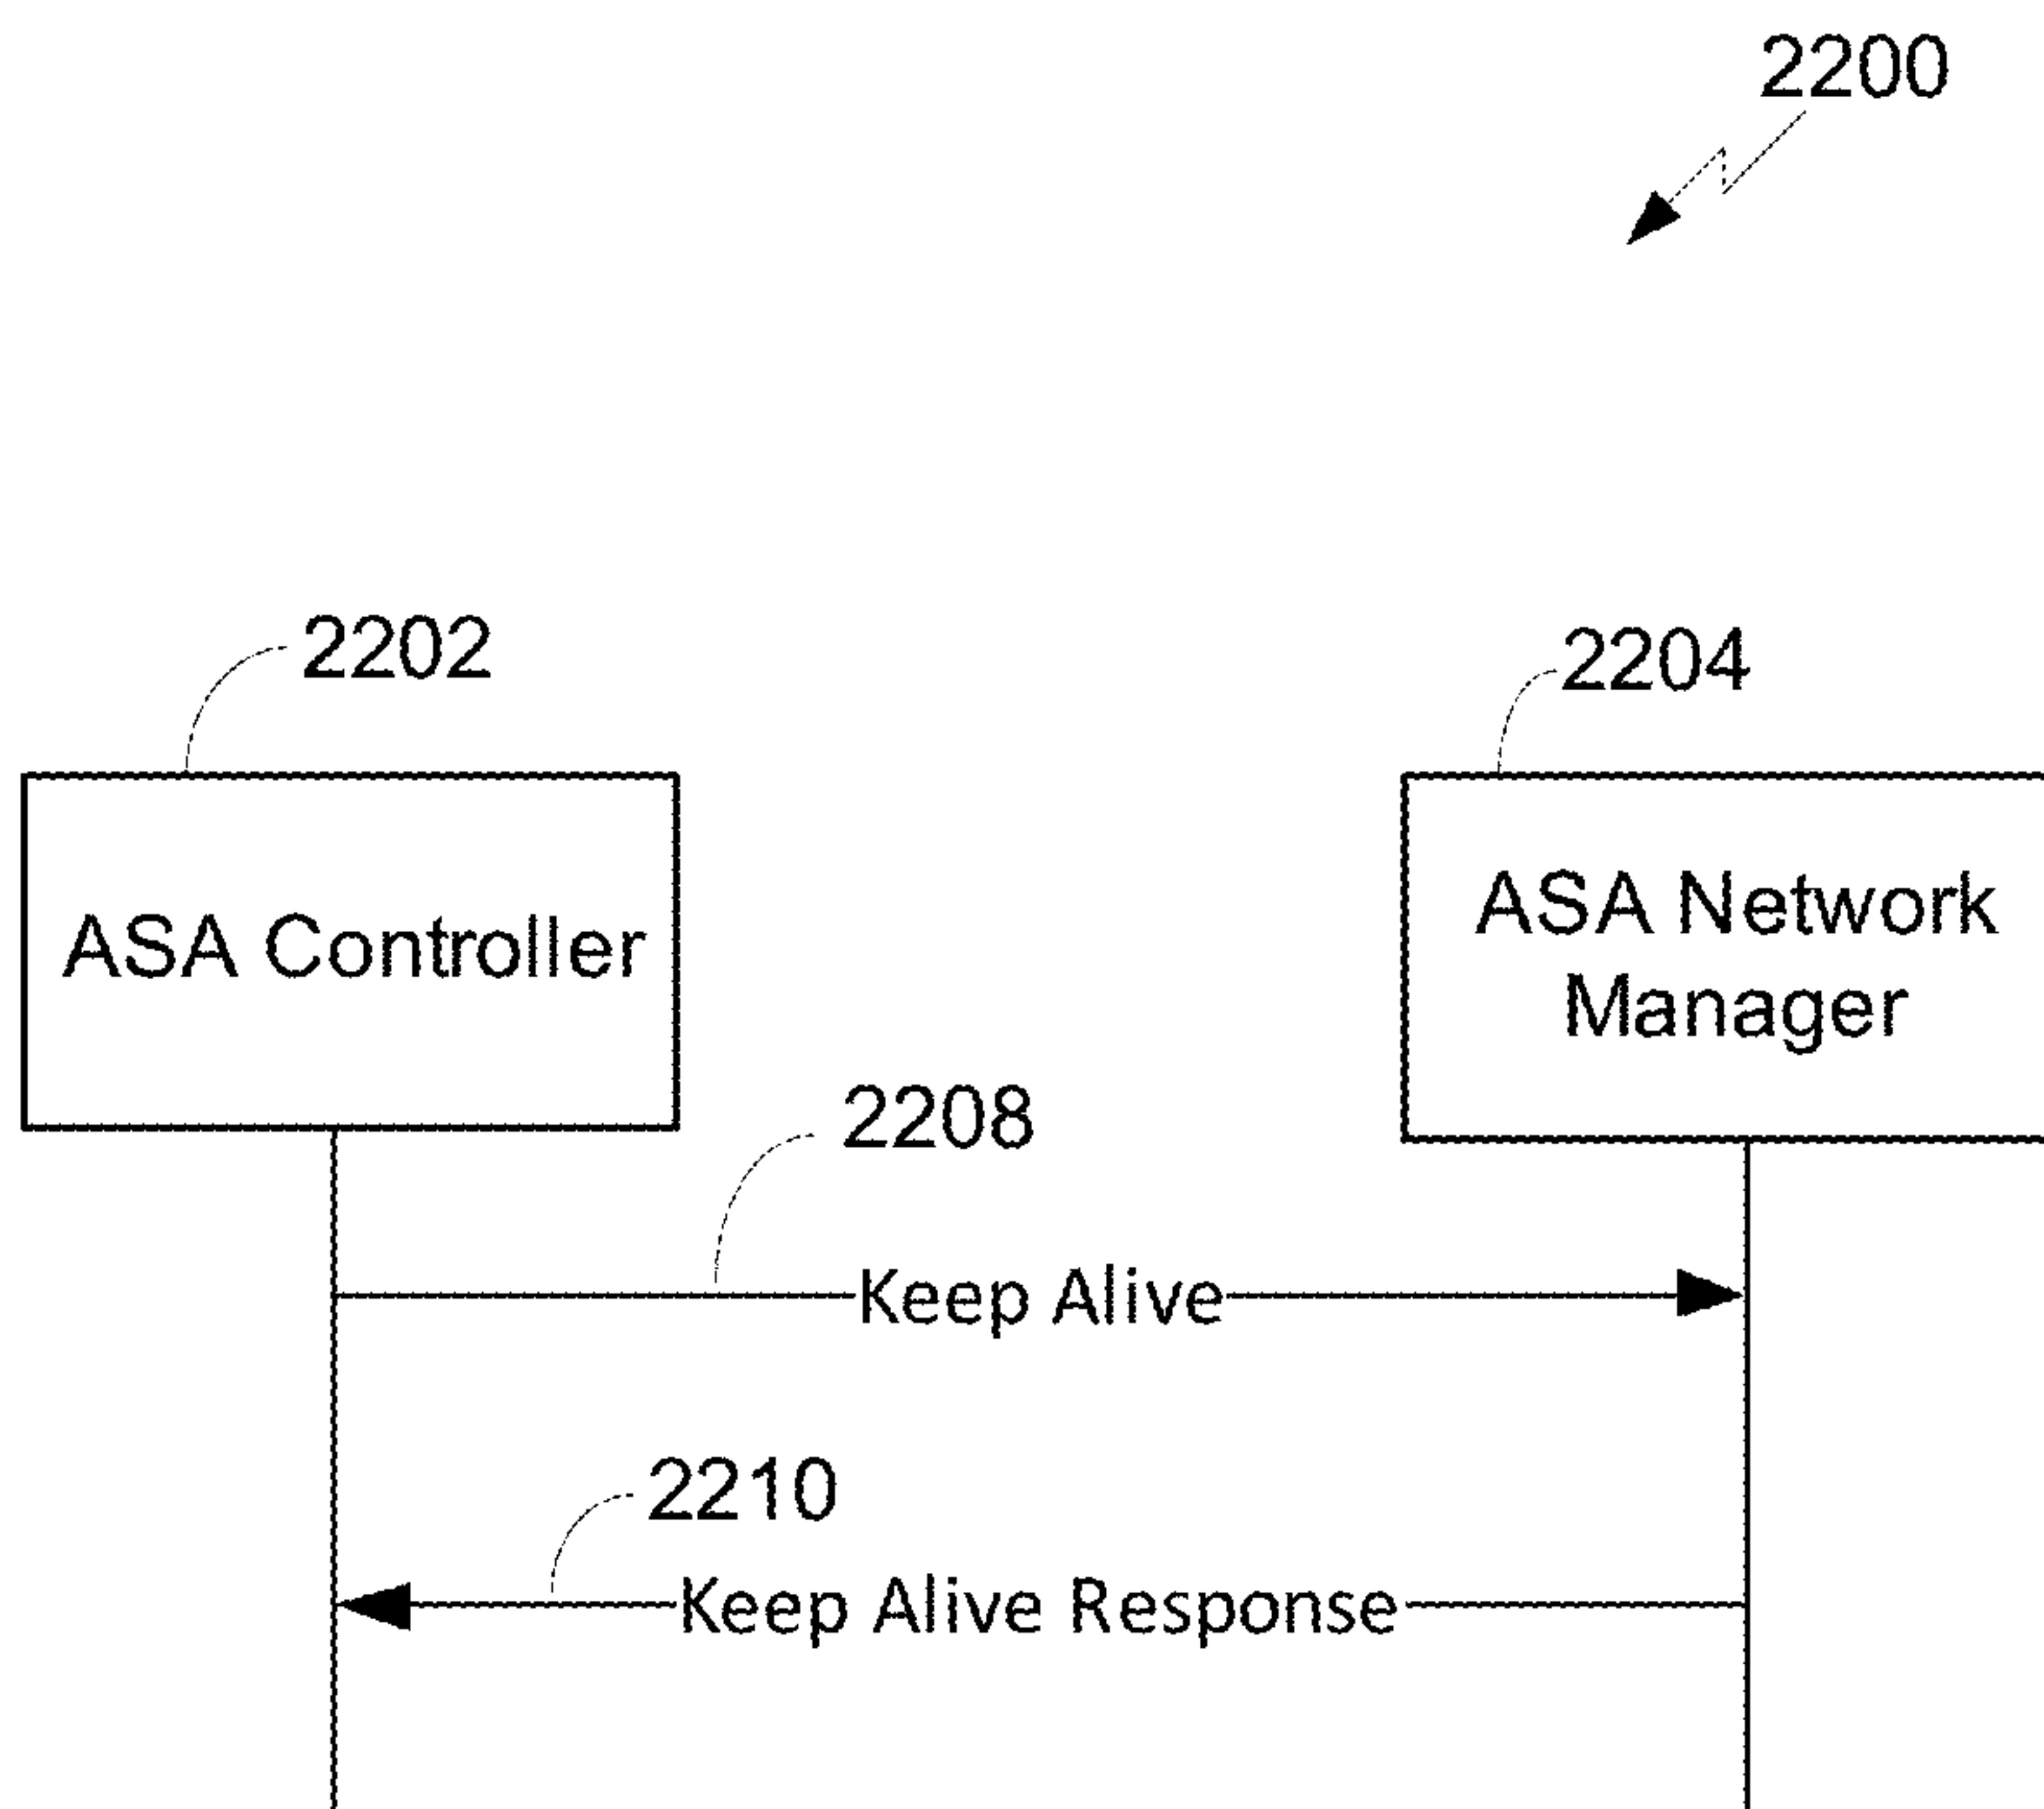 2200
2202
2204
ASA Controller
ASA Network
Manager
2208
Keep Alive
2210
Keep Alive Response